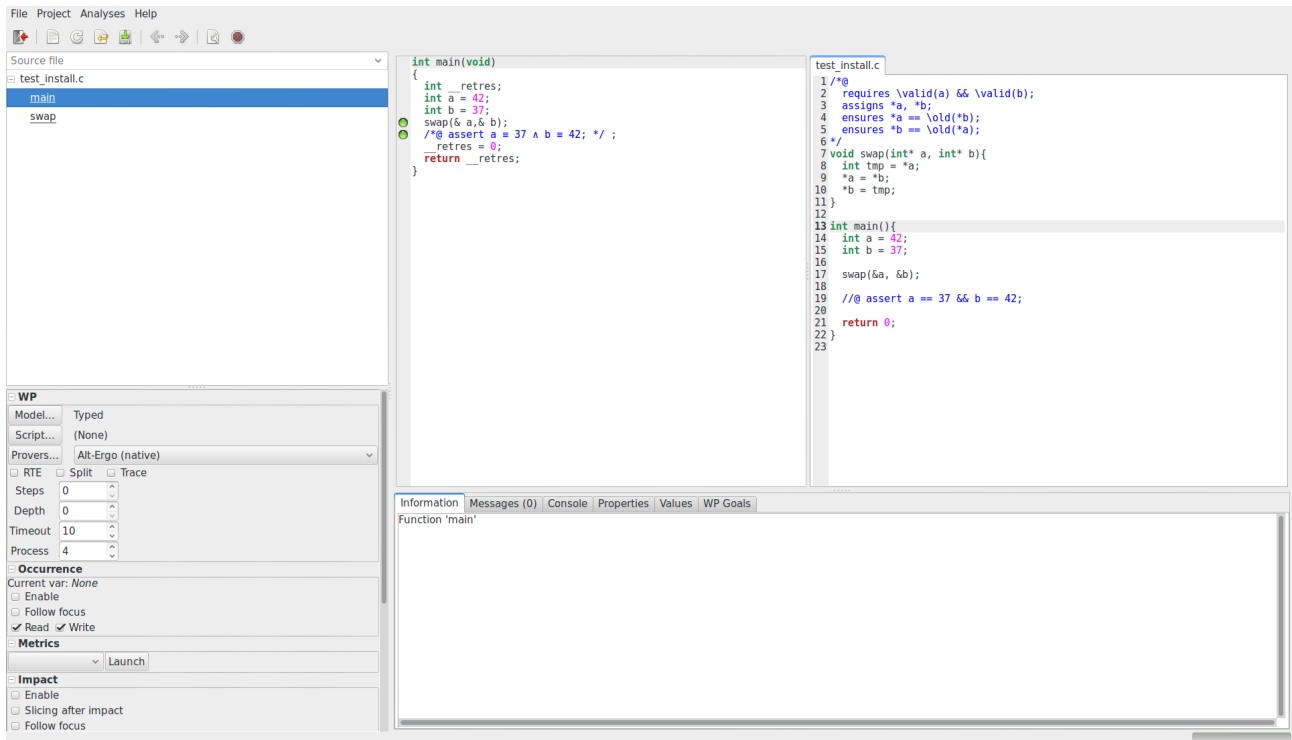 File Project Analyses Help
Source file
test_install.c
main
swap
int main(void)
{
  int __retres;
  int a = 42;
  int b = 37;
  swap(& a,& b);
  /*@ assert a ≡ 37 ∧ b ≡ 42; */ ;
  __retres = 0;
  return __retres;
}
test_install.c
1 /*@
2   requires \valid(a) && \valid(b);
3   assigns *a, *b;
4   ensures *a == \old(*b);
5   ensures *b == \old(*a);
6 */
7 void swap(int* a, int* b){
8   int tmp = *a;
9   *a = *b;
10   *b = tmp;
11 }
12
13 int main(){
14   int a = 42;
15   int b = 37;
16
17   swap(&a, &b);
18
19   //@ assert a == 37 && b == 42;
20
21   return 0;
22 }
23
WP
Model... Typed
Script... (None)
Provers... Alt-Ergo (native)
RTE Split Trace
Steps 0
Depth 0
Timeout 10
Process 4
Occurrence
Current var: None
Enable
Follow focus
Read Write
Metrics
Launch
Impact
Enable
Slicing after impact
Follow focus
Information Messages (0) Console Properties Values WP Goals
Function 'main'